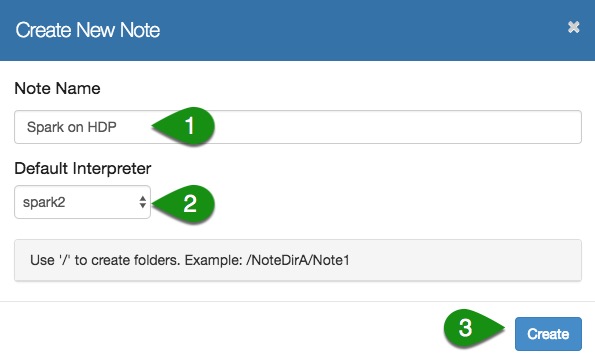 Create New Note
×
Note Name
Spark on HDP
1
Default Interpreter
spark2
2
Use '/' to create folders. Example: /NoteDirA/Note1
3
Create